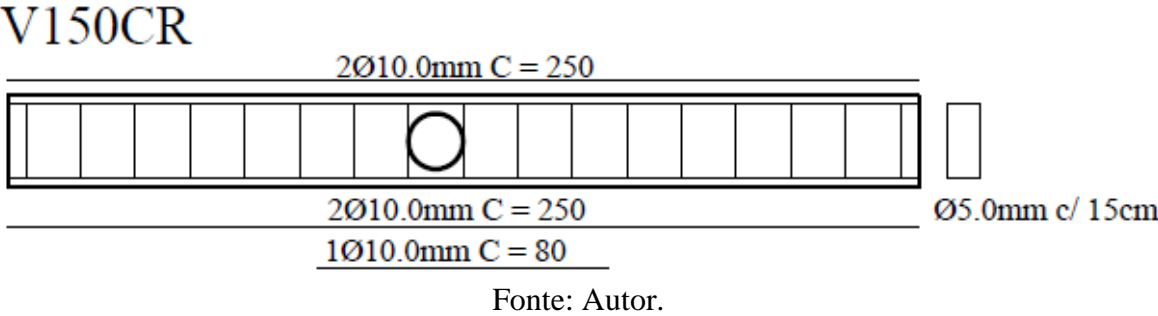 V150CR
2Ø10.0mm C = 250
2Ø10.0mm C = 250
Ø5.0mm c/ 15cm
1Ø10.0mm C = 80
Fonte: Autor.